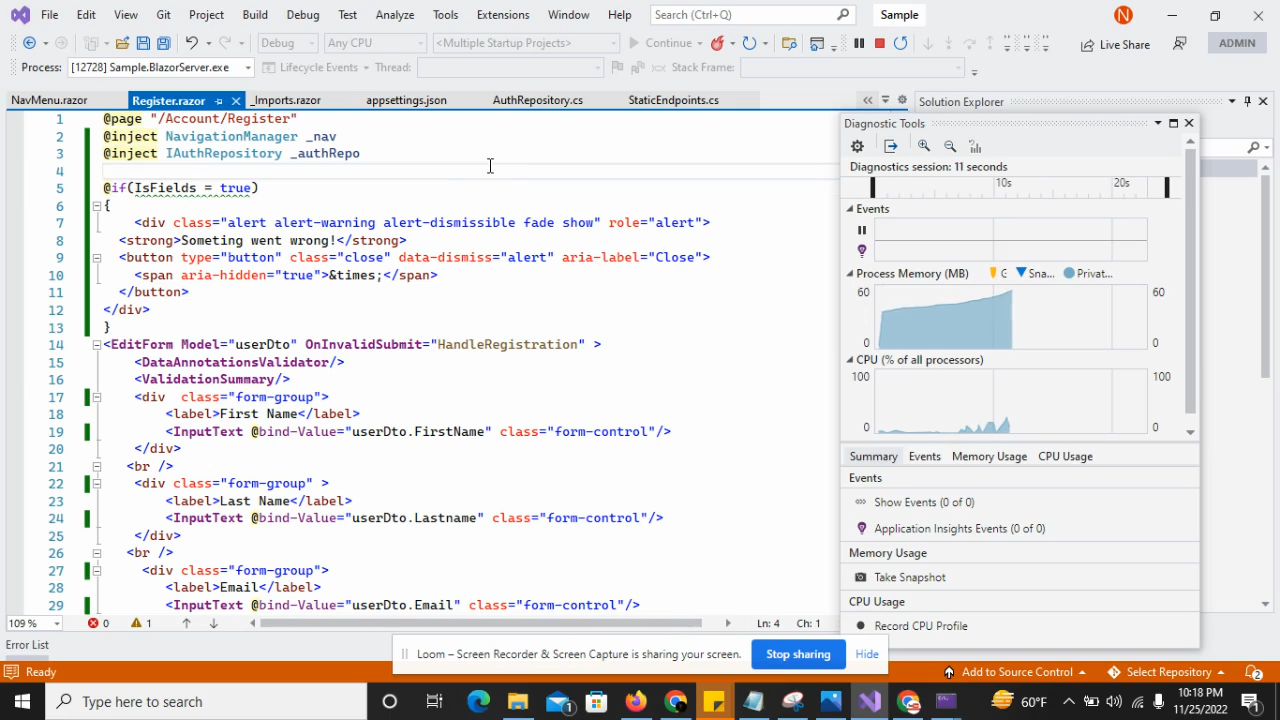 File Edit View Git Project Build Debug Test Analyze Tools Extensions Window Help Search (Ctrl+Q) Sample N
Debug Any CPU <Multiple Startup Projects> Continue Live Share ADMIN
Process: [12728] Sample.BlazorServer.exe Lifecycle Events Thread: Stack Frame:
NavMenu.razor Register.razor _Imports.razor appsettings.json AuthRepository.cs StaticEndpoints.cs Solution Explorer
1 @page "/Account/Register"
2 @inject NavigationManager _nav
3 @inject IAuthRepository _authRepo
4
5 @if(IsFields = true)
6 {
7 <div class="alert alert-warning alert-dismissible fade show" role="alert">
8 <strong>Someting went wrong!</strong>
9 <button type="button" class="close" data-dismiss="alert" aria-label="Close">
10 <span aria-hidden="true">&times;</span>
11 </button>
12 </div>
13 }
14 <EditForm Model="userDto" OnInvalidSubmit="HandleRegistration" >
15 <DataAnnotationsValidator/>
16 <ValidationSummary/>
17 <div  class="form-group">
18 <label>First Name</label>
19 <InputText @bind-Value="userDto.FirstName" class="form-control"/>
20 </div>
21 <br />
22 <div class="form-group" >
23 <label>Last Name</label>
24 <InputText @bind-Value="userDto.Lastname" class="form-control"/>
25 </div>
26 <br />
27 <div class="form-group">
28 <label>Email</label>
29 <InputText @bind-Value="userDto.Email" class="form-control"/>
Diagnostic Tools
Diagnostics session: 11 seconds
10s 20s
Events
Process Memory (MB) G Sna... Privat...
60 60
0 0
CPU (% of all processors)
100 100
0 0
Summary Events Memory Usage CPU Usage
Events
Show Events (0 of 0)
Application Insights Events (0 of 0)
Memory Usage
Take Snapshot
CPU Usage
Record CPU Profile
109 % 0 1 Ln: 4 Ch: 1
Error List
Loom – Screen Recorder & Screen Capture is sharing your screen. Stop sharing Hide
Ready Add to Source Control Select Repository 2
Type here to search 1 60°F 10:18 PM 11/25/2022 1